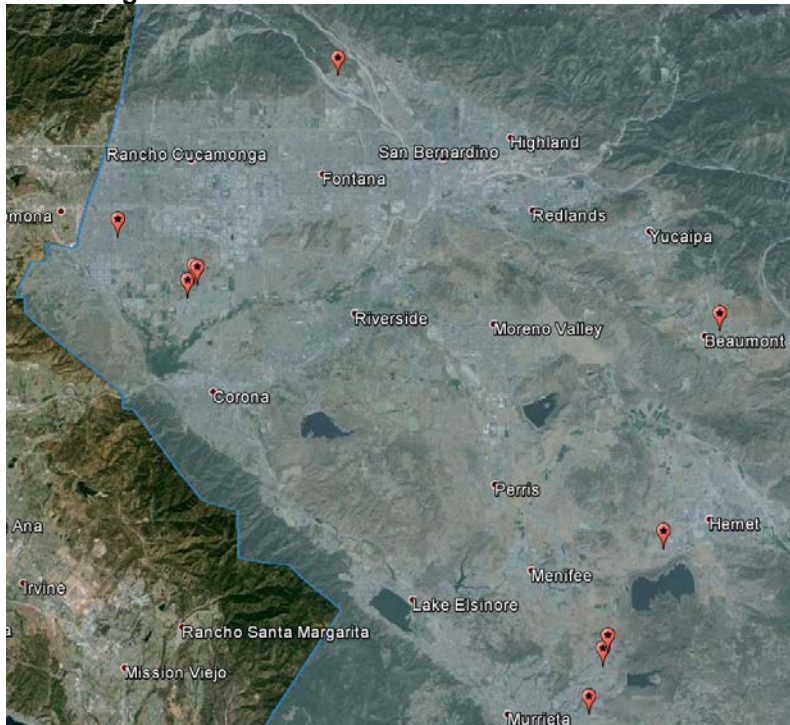 Rancho Cucamonga
San Bernardino
Highland
Fontana
Redlands
Yucaipa
Riverside
Moreno Valley
Beaumont
Corona
Perris
Hemet
Ana
Irvine
Menifee
Lake Elsinore
Rancho Santa Margarita
Mission Viejo
Murrieta